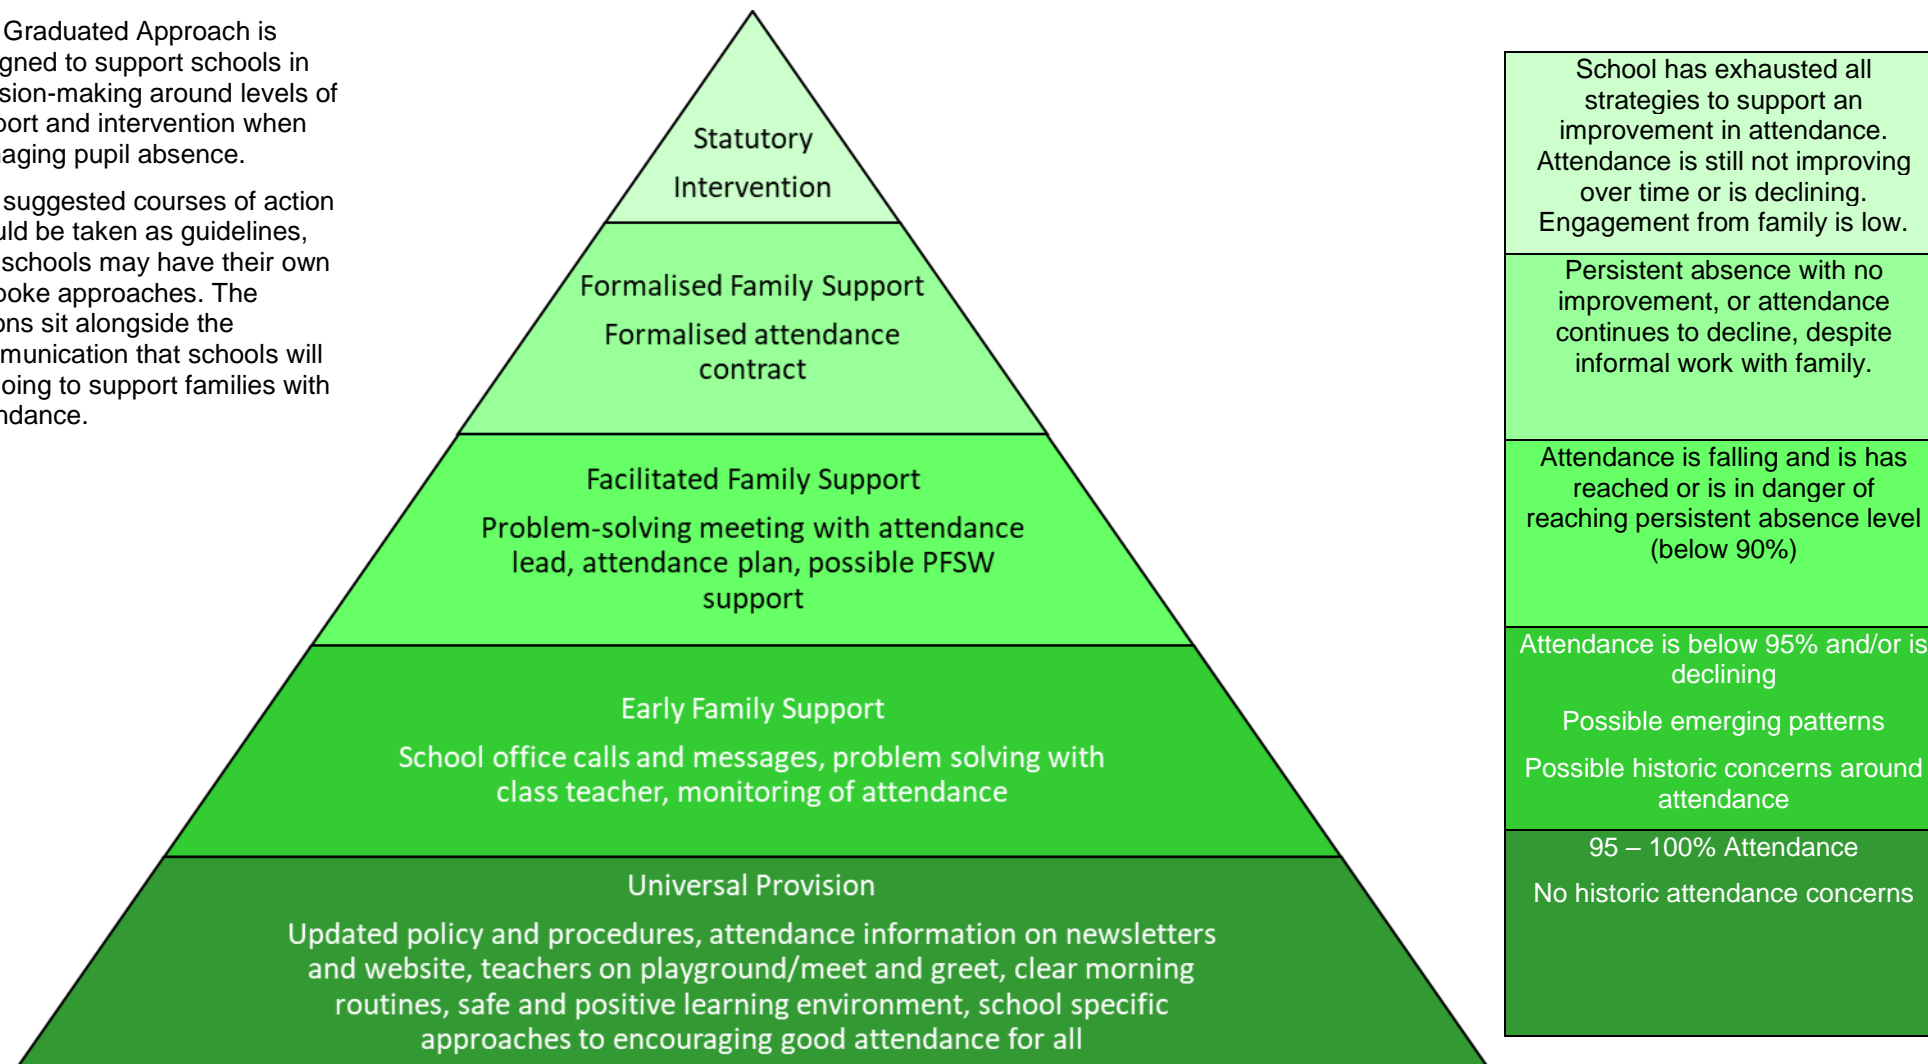 Graduated Approach is
gned to support schools in
sion-making around levels of
port and intervention when
aging pupil absence.
suggested courses of action
uld be taken as guidelines,
schools may have their own
poke approaches. The
ons sit alongside the
munication that schools will
oing to support families with
ndance.
Statutory
Intervention
Formalised Family Support
Formalised attendance
contract
Facilitated Family Support
Problem-solving meeting with attendance
lead, attendance plan, possible PFSW
support
Early Family Support
School office calls and messages, problem solving with
class teacher, monitoring of attendance
Universal Provision
Updated policy and procedures, attendance information on newsletters
and website, teachers on playground/meet and greet, clear morning
routines, safe and positive learning environment, school specific
approaches to encouraging good attendance for all
School has exhausted all
strategies to support an
improvement in attendance.
Attendance is still not improving
over time or is declining.
Engagement from family is low.
Persistent absence with no
improvement, or attendance
continues to decline, despite
informal work with family.
Attendance is falling and is has
reached or is in danger of
reaching persistent absence level
(below 90%)
Attendance is below 95% and/or is
declining
Possible emerging patterns
Possible historic concerns around
attendance
95 – 100% Attendance
No historic attendance concerns